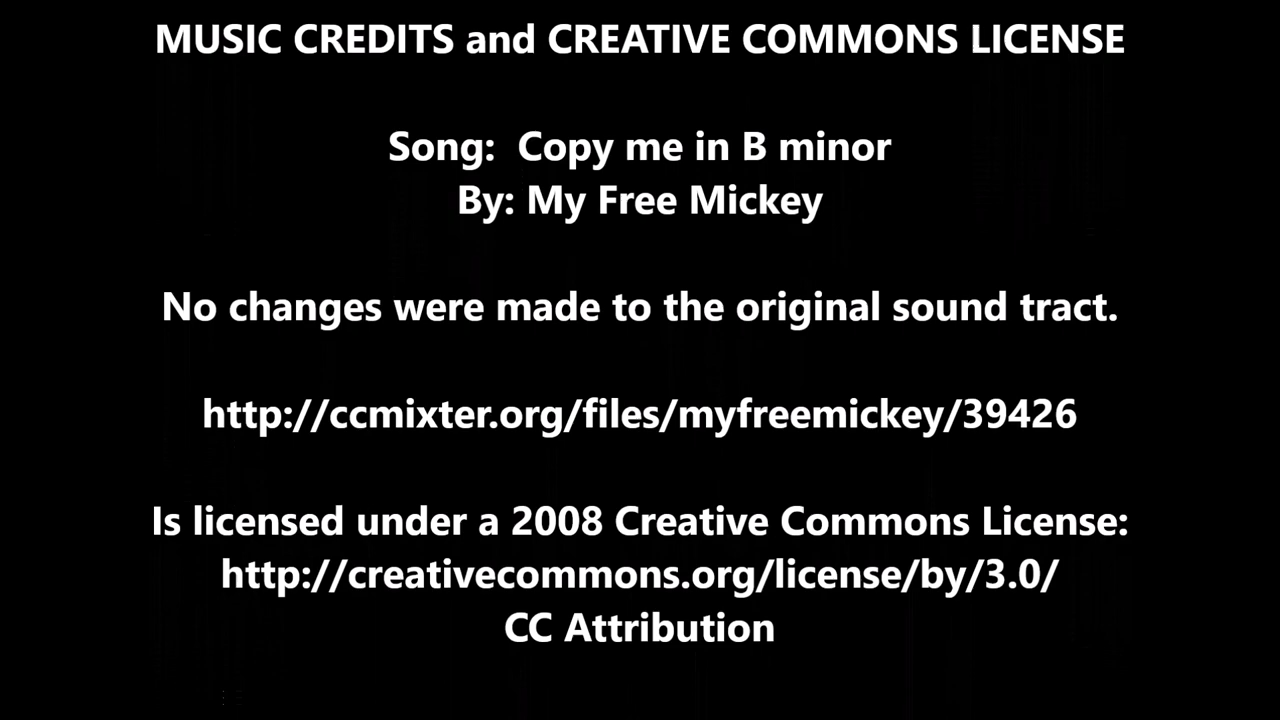 MUSIC CREDITS and CREATIVE COMMONS LICENSE
Song:  Copy me in B minor
By: My Free Mickey
No changes were made to the original sound tract.
http://ccmixter.org/files/myfreemickey/39426
Is licensed under a 2008 Creative Commons License:
http://creativecommons.org/license/by/3.0/
CC Attribution